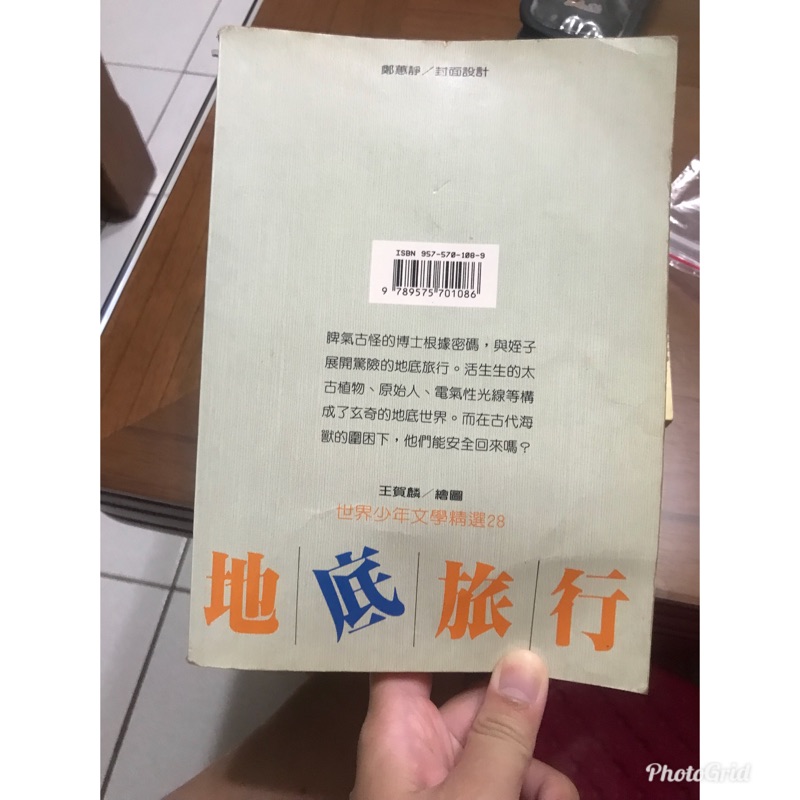 鄭蕙靜／封面設計
ISBN 957-570-108-9
9 789575 701086
脾氣古怪的博士根據密碼，與姪子
展開驚險的地底旅行。活生生的太
古植物、原始人、電氣性光線等構
成了玄奇的地底世界。而在古代海
獸的圍困下，他們能安全回來嗎？
王賀麟／繪圖
世界少年文學精選28
地底旅行
PhotoGrid